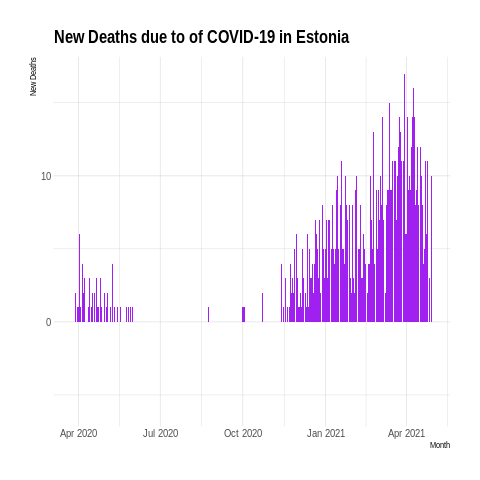 New Deaths due to of COVID-19 in Estonia
New Deaths
10
0
Apr 2020 Jul 2020 Oct 2020 Jan 2021 Apr 2021
Month